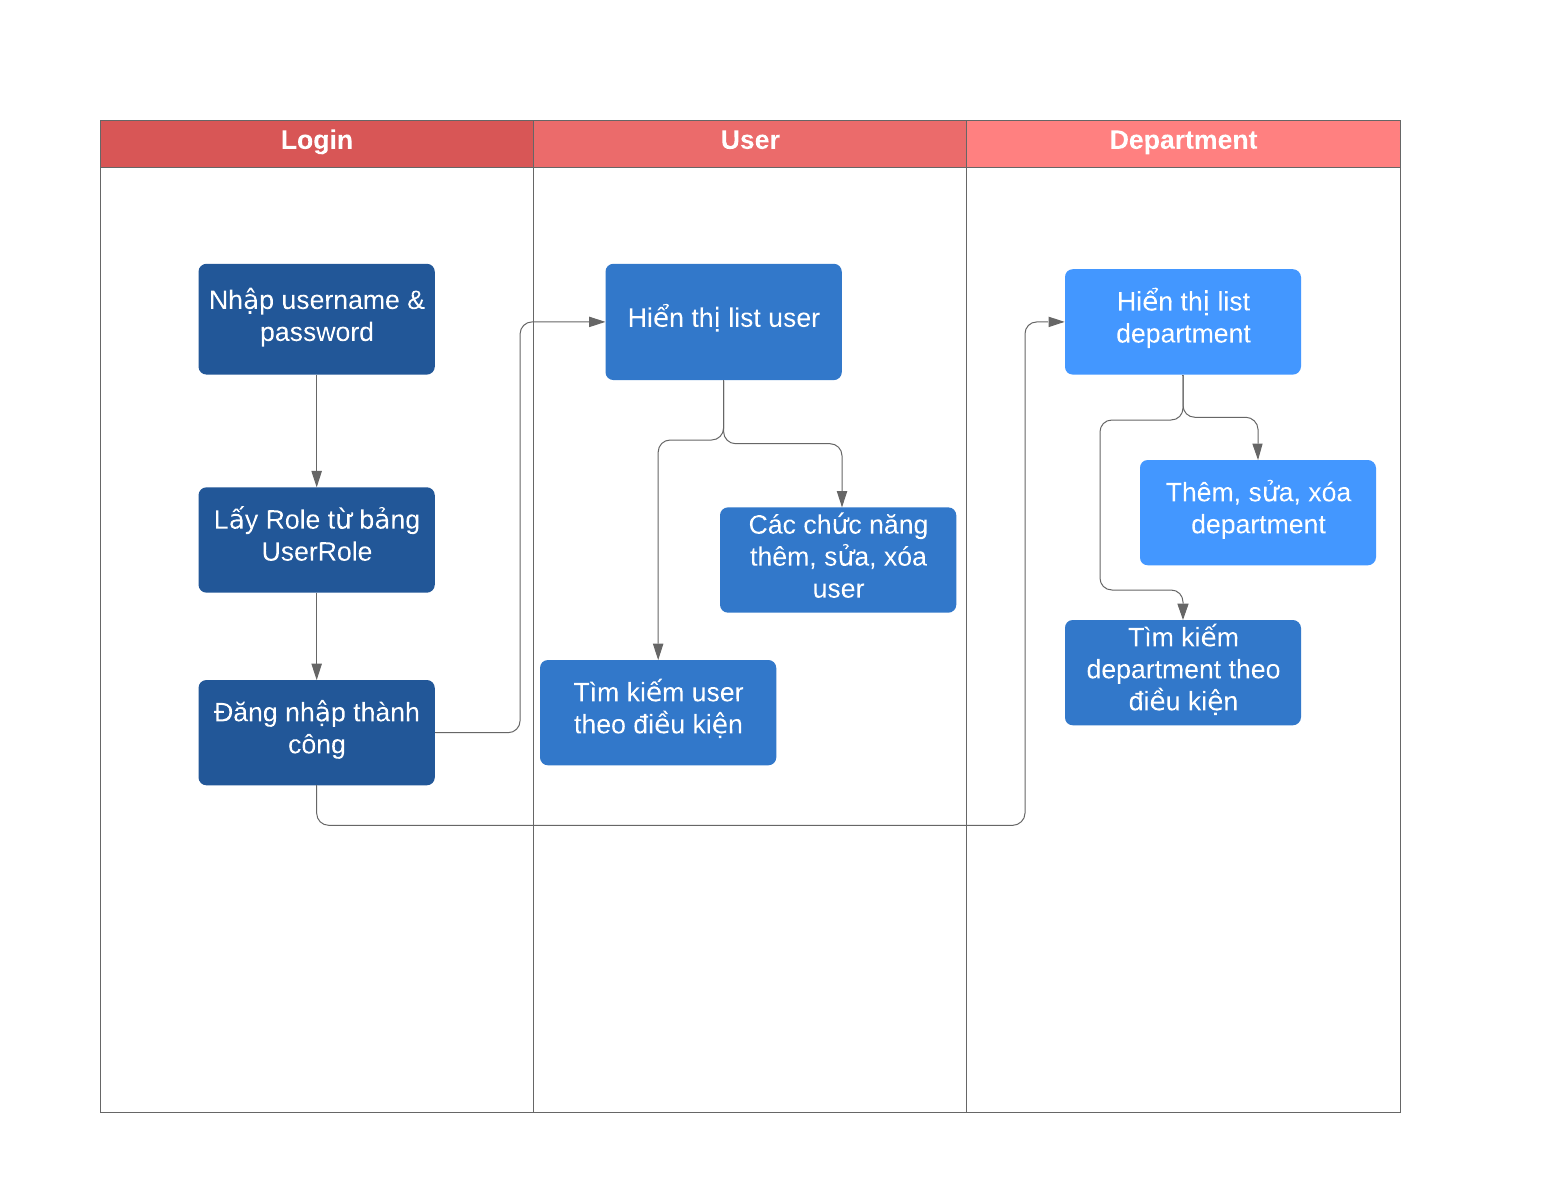 Login
User
Department
Nhập username &
password
Lấy Role từ bảng
UserRole
Đăng nhập thành
công
Hiển thị list user
Các chức năng
thêm, sửa, xóa
user
Tìm kiếm user
theo điều kiện
Hiển thị list
department
Thêm, sửa, xóa
department
Tìm kiếm
department theo
điều kiện